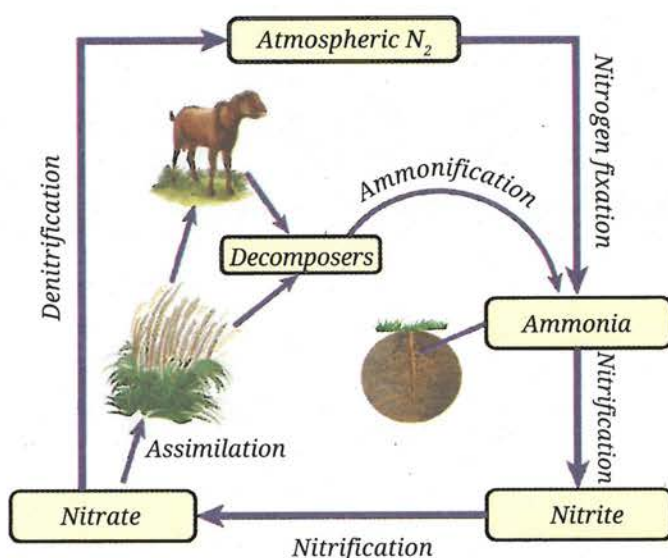 Atmospheric N₂
Nitrogen fixation
Denitrification
Ammonification
Decomposers
Ammonia
Nitrification
Assimilation
Nitrate
Nitrite
Nitrification